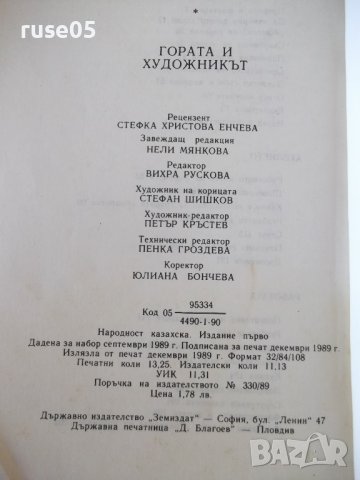 ruse05
*
ГОРАТА И
ХУДОЖНИКЪТ
Рецензент
СТЕФКА ХРИСТОВА ЕНЧЕВА
Завеждащ редакция
НЕЛИ МЯНКОВА
Редактор
ВИХРА РУСКОВА
Художник на корицата
СТЕФАН ШИШКОВ
Художник-редактор
ПЕТЪР КРЪСТЕВ
Технически редактор
ПЕНКА ГРОЗДЕВА
Коректор
ЮЛИАНА БОНЧЕВА
Код 05 95334
4490-1-90
Народност казахска. Издание първо
Дадена за набор септември 1989 г. Подписана за печат декември 1989 г.
Излязла от печат декември 1989 г. Формат 32/84/108
Печатни коли 13,25. Издателски коли 11,13
УИК 11,31
Поръчка на издателството № 330/89
Цена 1,78 лв.
Държавно издателство „Земиздат" — София, бул. „Ленин" 47
Държавна печатница „Д. Благоев" — Пловдив
BAZAR